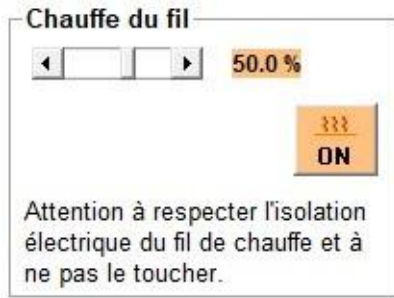 Chauffe du fil
50.0 %
ON
Attention à respecter l'isolation
électrique du fil de chauffe et à
ne pas le toucher.